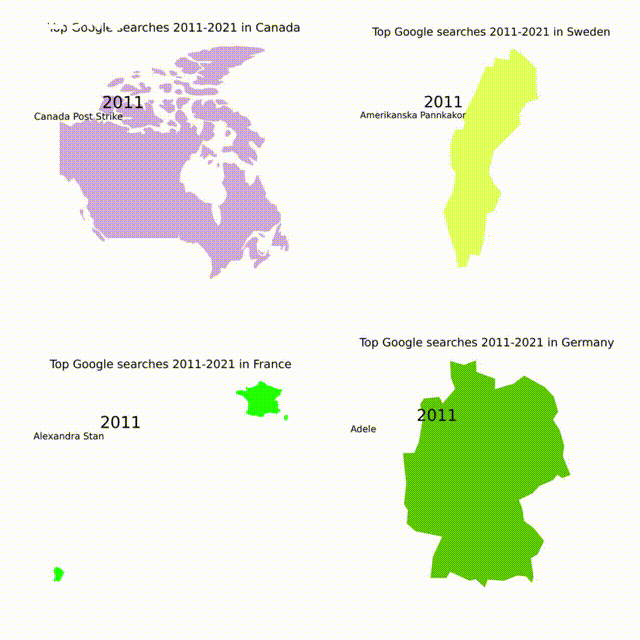 Top Google searches 2011-2021 in Canada
2011
Canada Post Strike
Top Google searches 2011-2021 in Sweden
2011
Amerikanska Pannkakor
Top Google searches 2011-2021 in France
2011
Alexandra Stan
Top Google searches 2011-2021 in Germany
2011
Adele